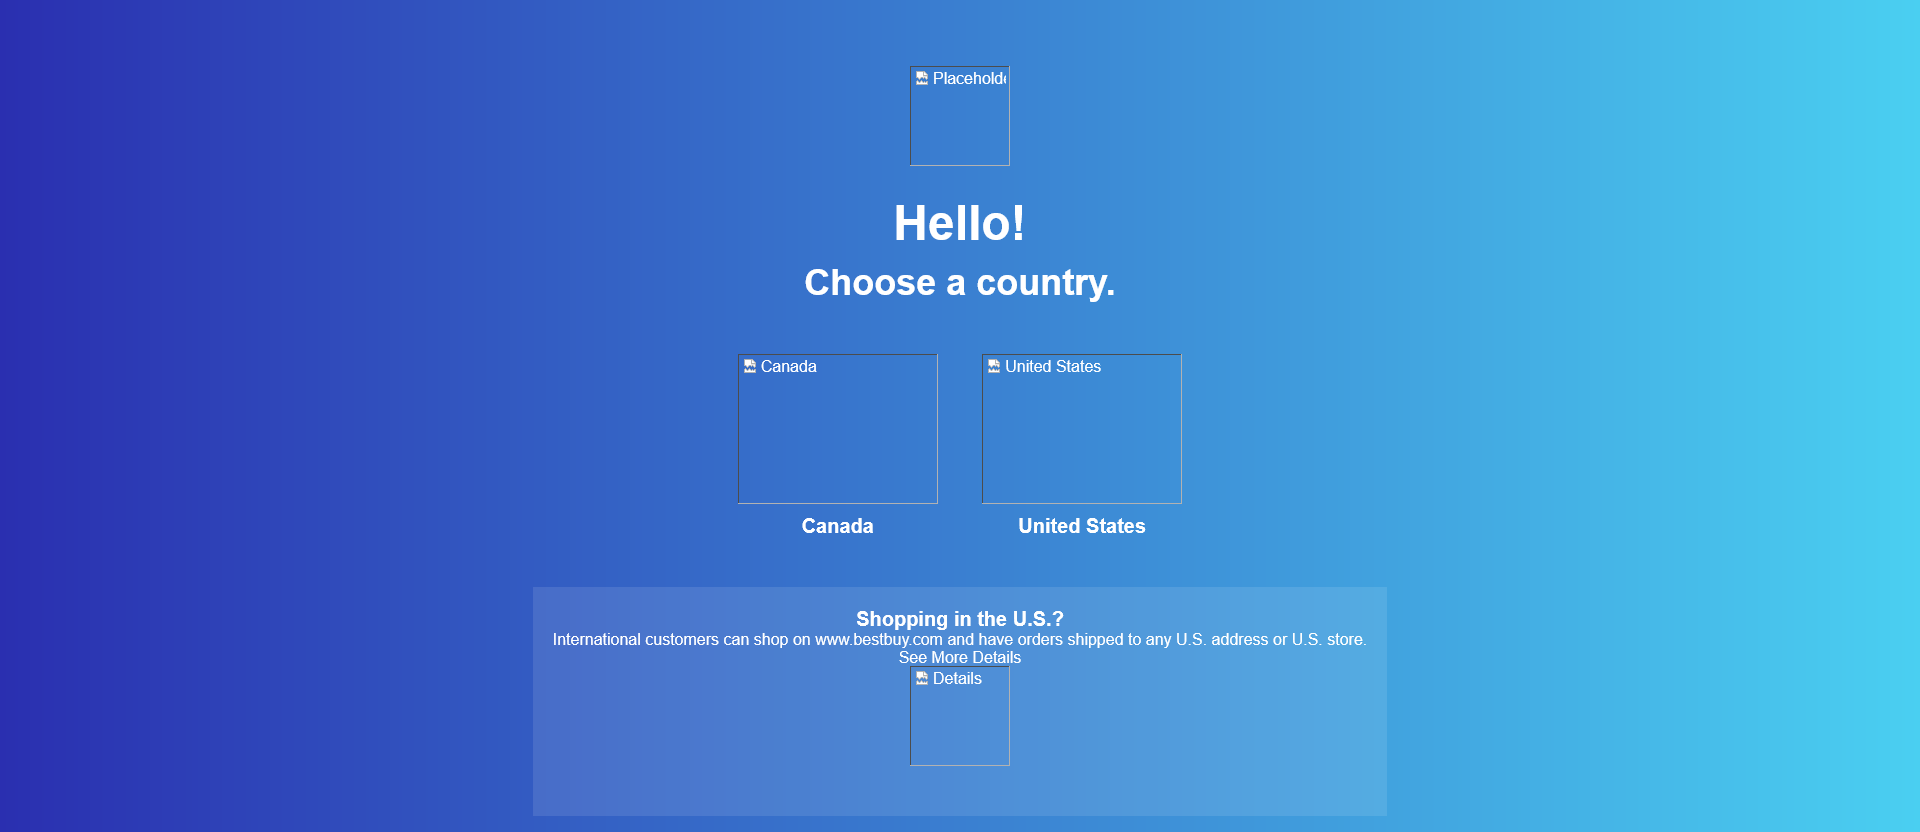 Hello!
Choose a country.
Canada
United States
Canada
United States
Shopping in the U.S.?
International customers can shop on www.bestbuy.com and have orders shipped to any U.S. address or U.S. store.
See More Details
Details